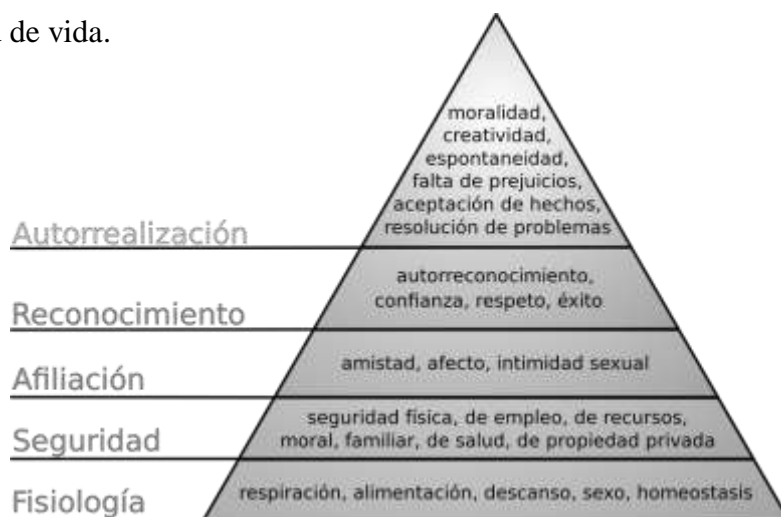 de vida.
moralidad,
creatividad,
espontaneidad,
falta de prejuicios,
aceptación de hechos,
resolución de problemas
Autorrealización
autorreconocimiento,
confianza, respeto, éxito
Reconocimiento
amistad, afecto, intimidad sexual
Afiliación
seguridad física, de empleo, de recursos,
moral, familiar, de salud, de propiedad privada
Seguridad
respiración, alimentación, descanso, sexo, homeostasis
Fisiología